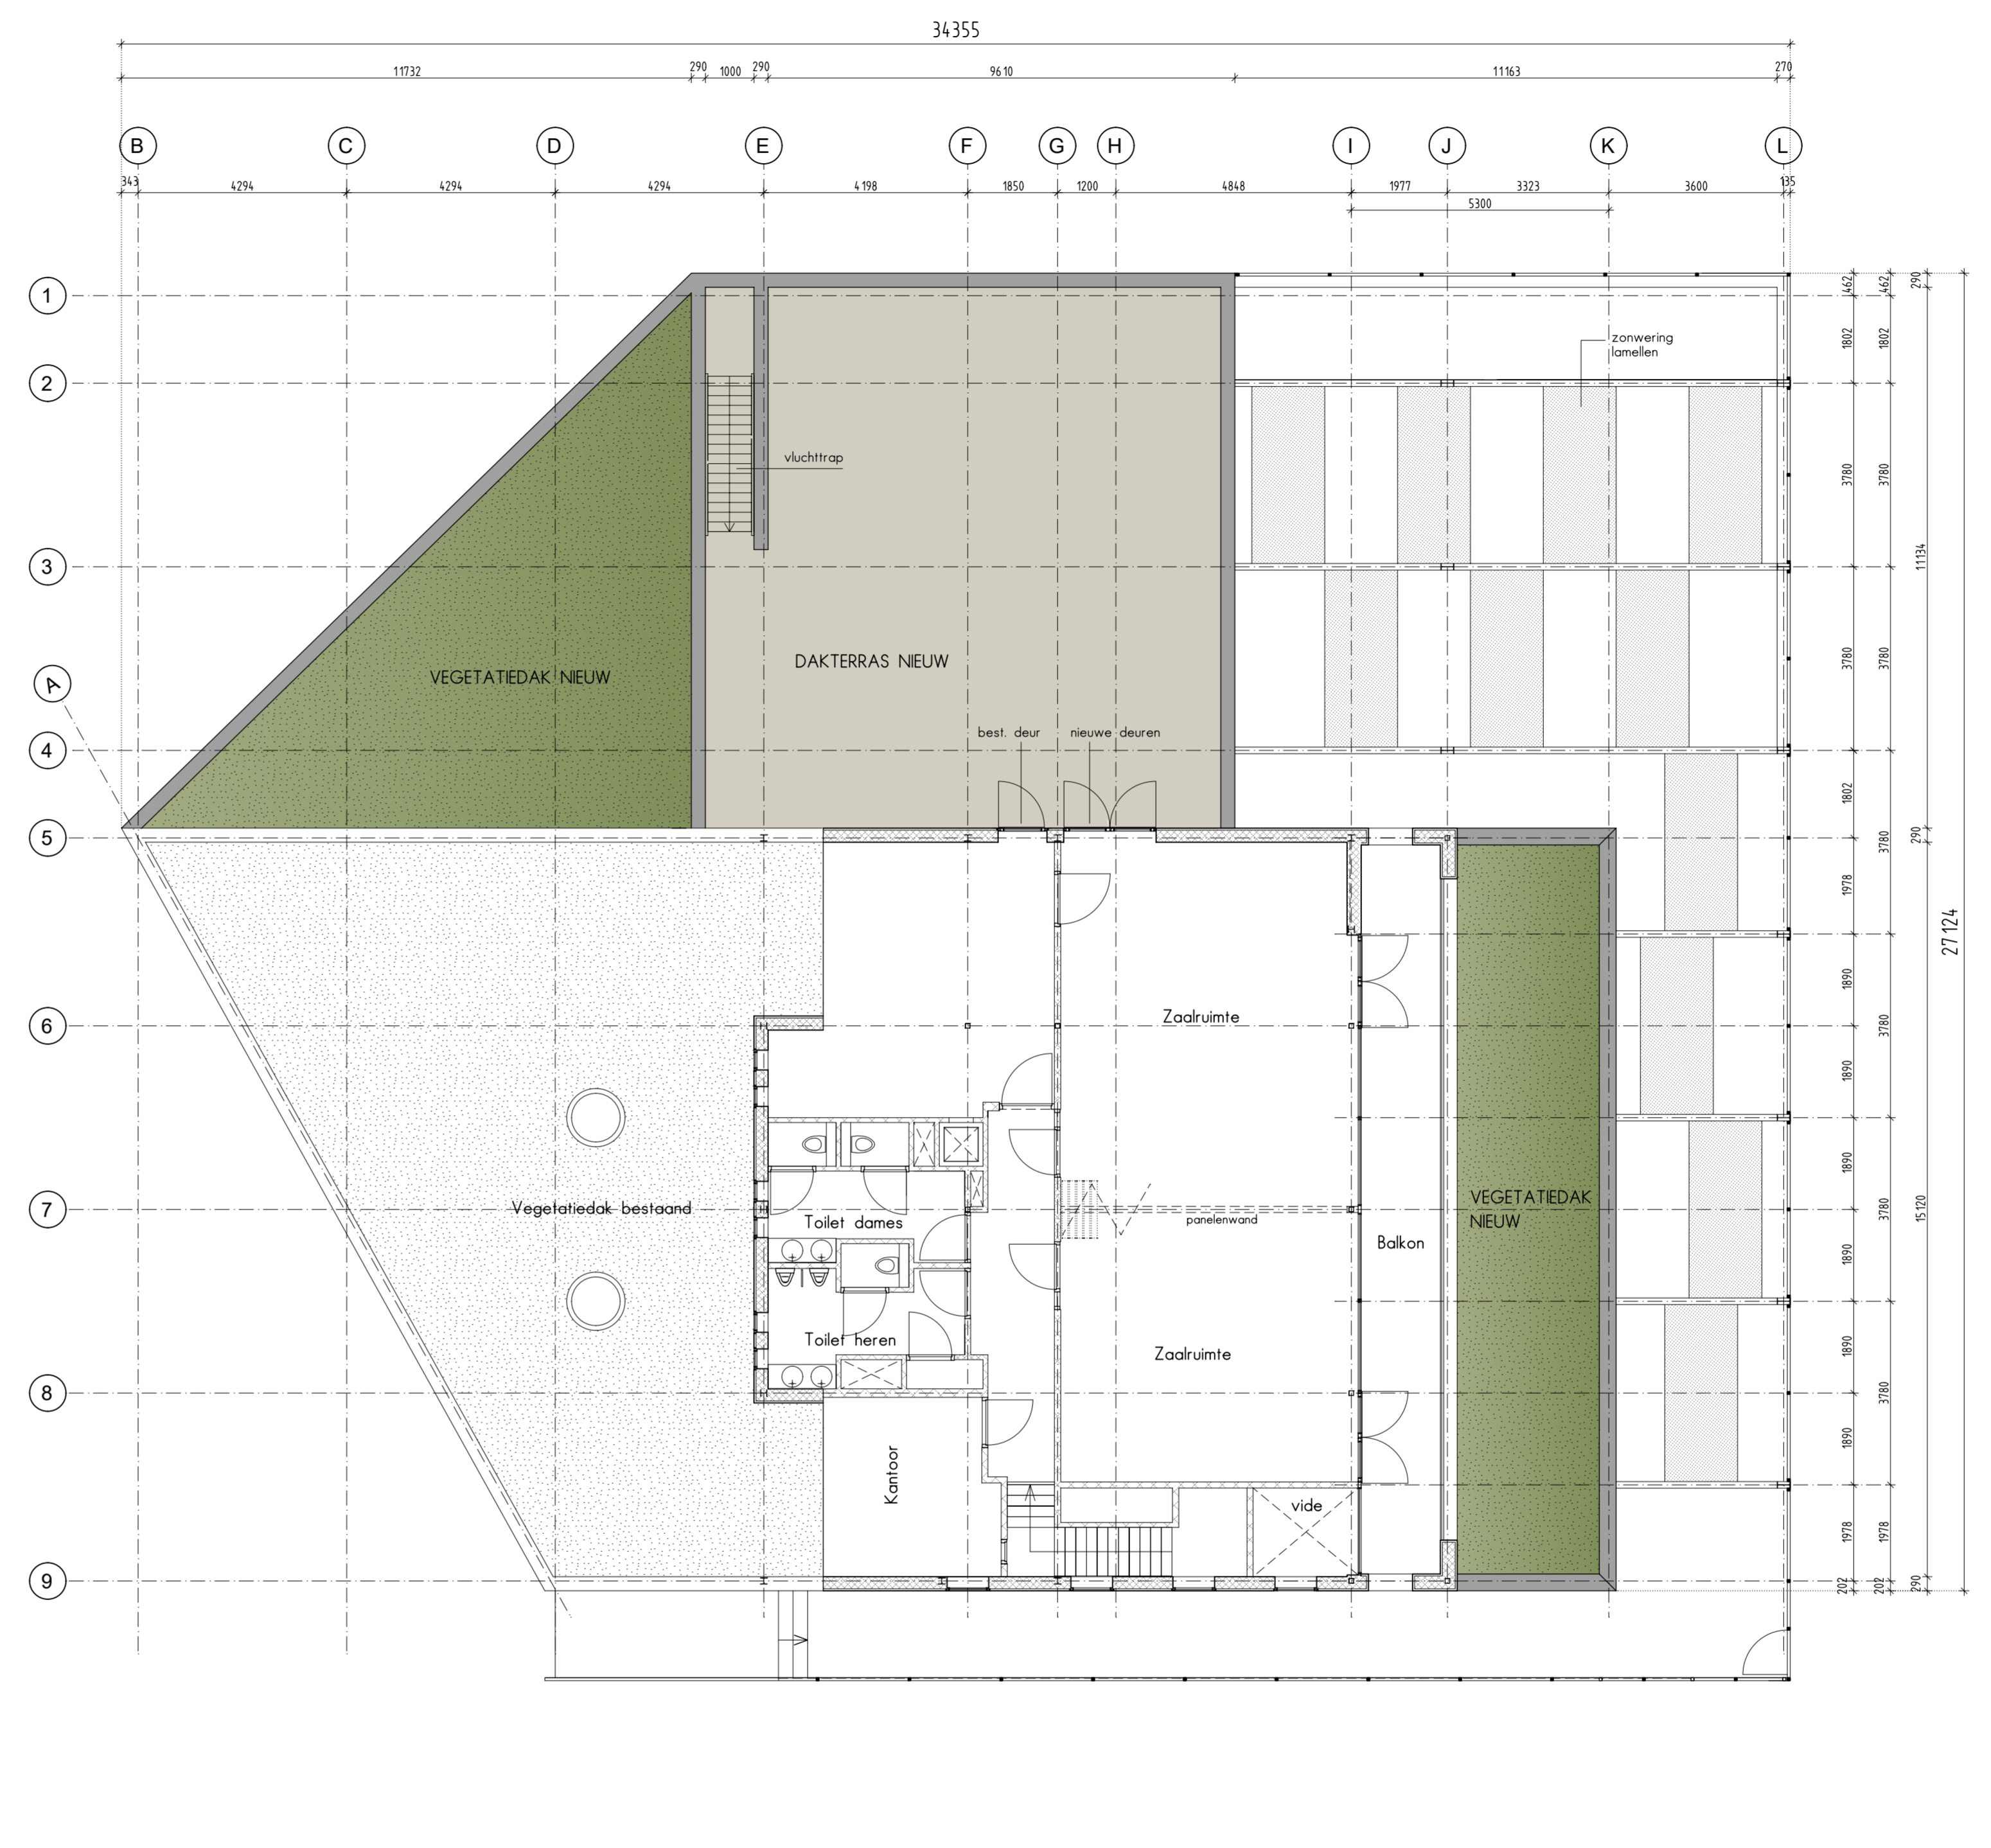 34355
11732 290 1000 290 9610 11163 270
B C D E F G H I J K L
343 4294 4294 4294 4198 1850 1200 4848 1977 3323 3600 135
5300
1
462 462 290
zonwering
lamellen
1802 1802
2
vluchttrap
3780 3780
3
11134
VEGETATIEDAK NIEUW
DAKTERRAS NIEUW
3780 3780
A
best. deur nieuwe deuren
4
1802
5
3780 290
1978
27124
1890
Zaalruimte
6
3780
1890
1890
VEGETATIEDAK
NIEUW
Vegetatiedak bestaand
7
Toilet dames
panelenwand
3780 15120
Balkon
1890
Toilet heren
Zaalruimte
1890
8
3780
1890
Kantoor
vide
1978 1978
9
202 202 290